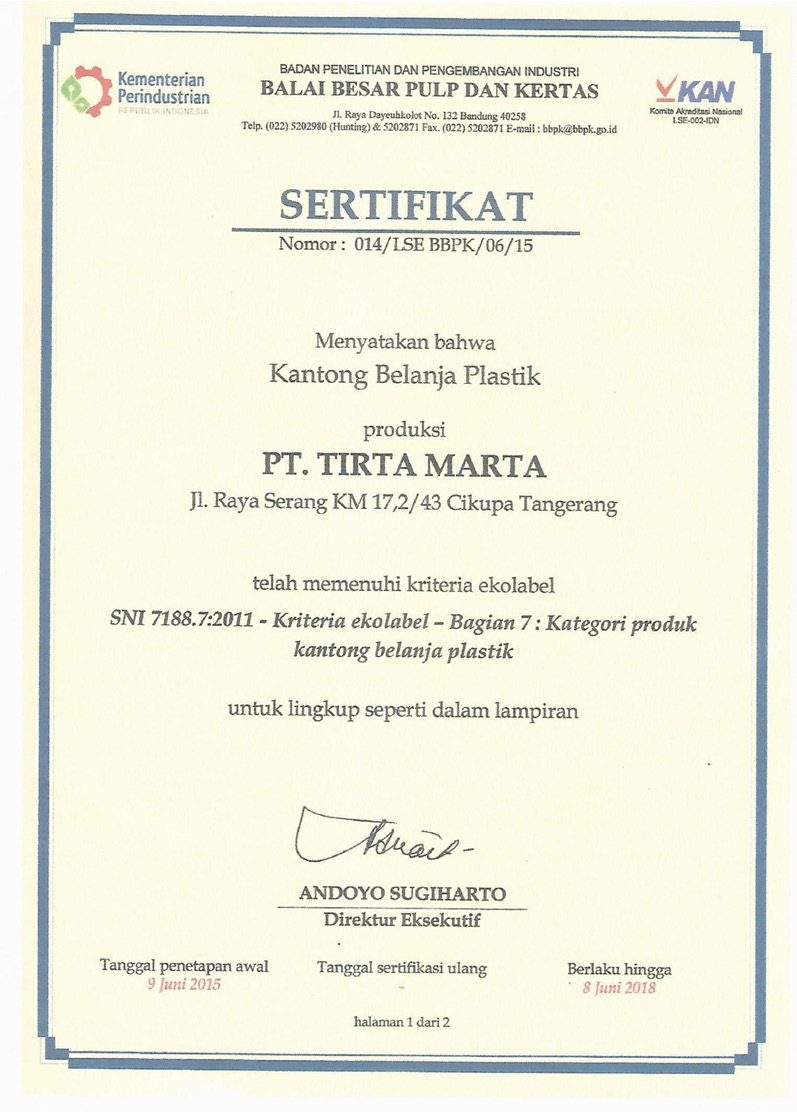 Kementerian
Perindustrian
REPUBLIK INDONESIA
BADAN PENELITIAN DAN PENGEMBANGAN INDUSTRI
BALAI BESAR PULP DAN KERTAS
Jl. Raya Dayeuhkolot No. 132 Bandung 40258
Telp. (022) 5202980 (Hunting) & 5202871 Fax. (022) 5202871 E-mail : bbpk@bbpk.go.id
KAN
Komite Akreditasi Nasional
LSE-002-IDN
SERTIFIKAT
Nomor : 014/LSE BBPK/06/15
Menyatakan bahwa
Kantong Belanja Plastik
produksi
PT. TIRTA MARTA
Jl. Raya Serang KM 17,2/43 Cikupa Tangerang
telah memenuhi kriteria ekolabel
SNI 7188.7:2011 - Kriteria ekolabel – Bagian 7 : Kategori produk
kantong belanja plastik
untuk lingkup seperti dalam lampiran
ANDOYO SUGIHARTO
Direktur Eksekutif
Tanggal penetapan awal
9 Juni 2015
Tanggal sertifikasi ulang
-
Berlaku hingga
8 Juni 2018
halaman 1 dari 2